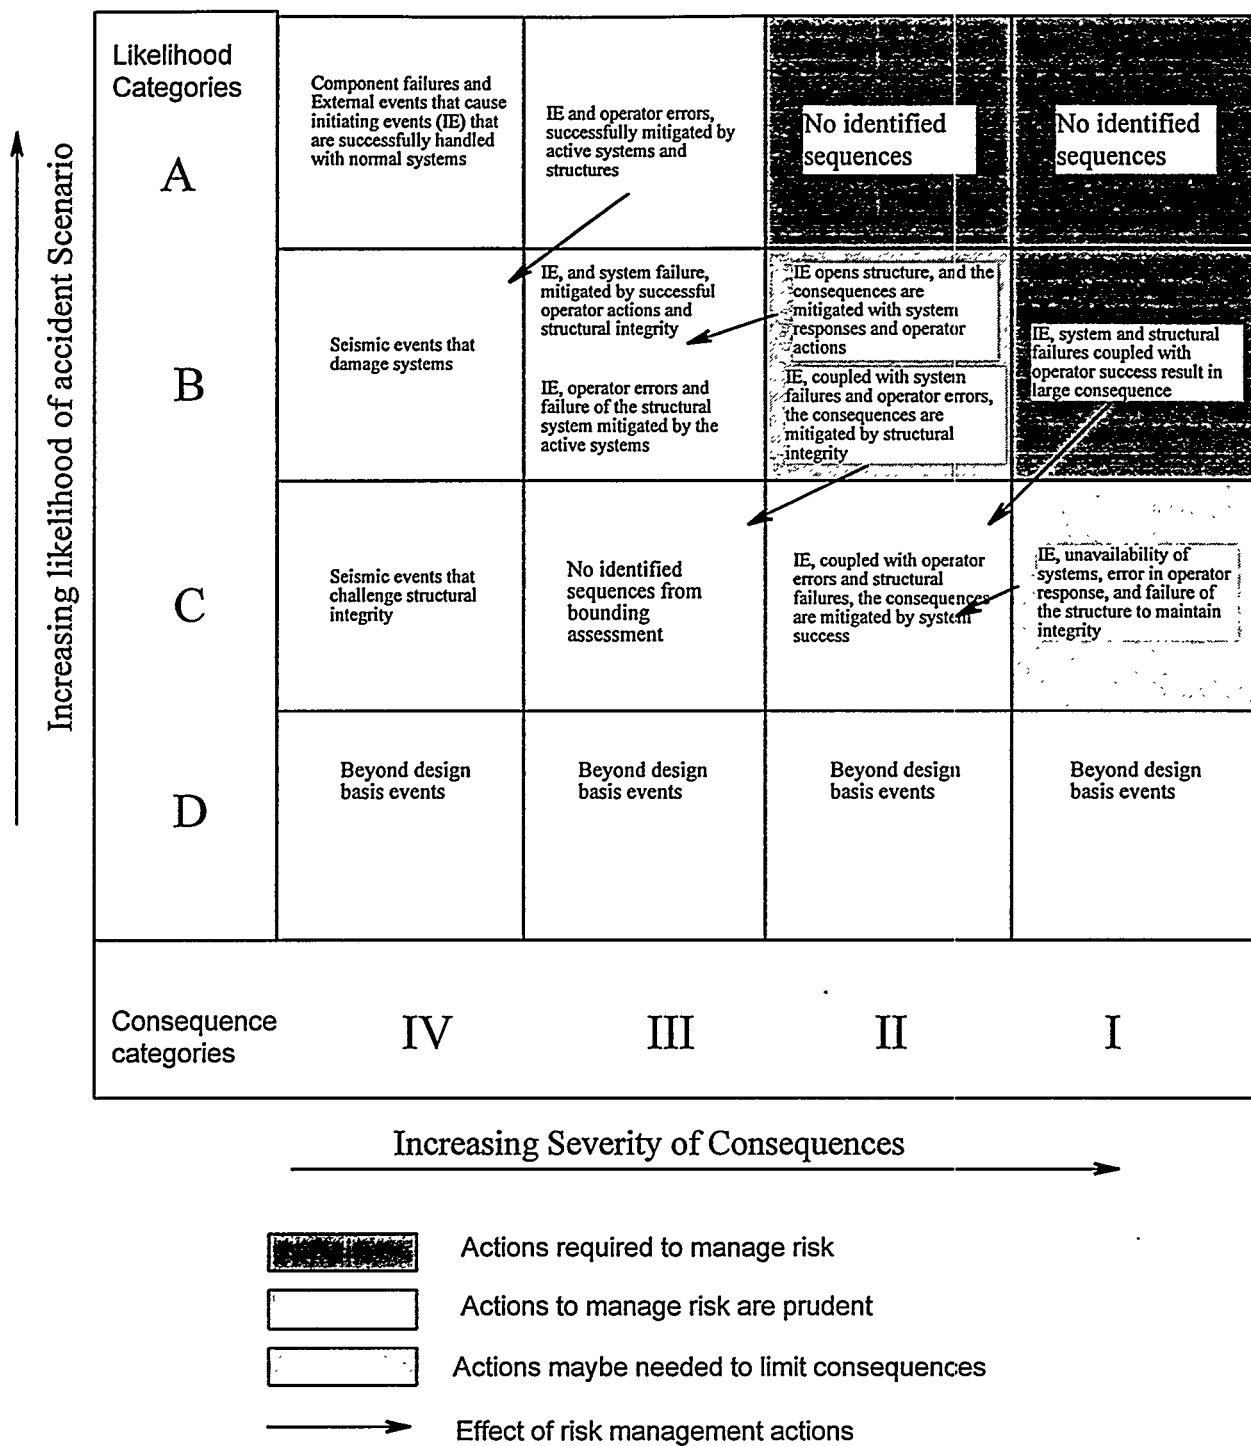 Likelihood
Categories
Increasing likelihood of accident Scenario
A
Component failures and
External events that cause
initiating events (IE) that
are successfully handled
with normal systems
IE and operator errors,
successfully mitigated by
active systems and
structures
No identified
sequences
No identified
sequences
B
Seismic events that
damage systems
IE, and system failure,
mitigated by successful
operator actions and
structural integrity
IE, operator errors and
failure of the structural
system mitigated by the
active systems
IE opens structure, and the
consequences are
mitigated with system
responses and operator
actions
IE, coupled with system
failures and operator errors,
the consequences are
mitigated by structural
integrity
IE, system and structural
failures coupled with
operator success result in
large consequence
C
Seismic events that
challenge structural
integrity
No identified
sequences from
bounding
assessment
IE, coupled with operator
errors and structural
failures, the consequences
are mitigated by system
success
IE, unavailability of
systems, error in operator
response, and failure of
of the structure to maintain
integrity
D
Beyond design
basis events
Beyond design
basis events
Beyond design
basis events
Beyond design
basis events
Consequence
categories
IV
III
II
I
Increasing Severity of Consequences
Actions required to manage risk
Actions to manage risk are prudent
Actions maybe needed to limit consequences
Effect of risk management actions